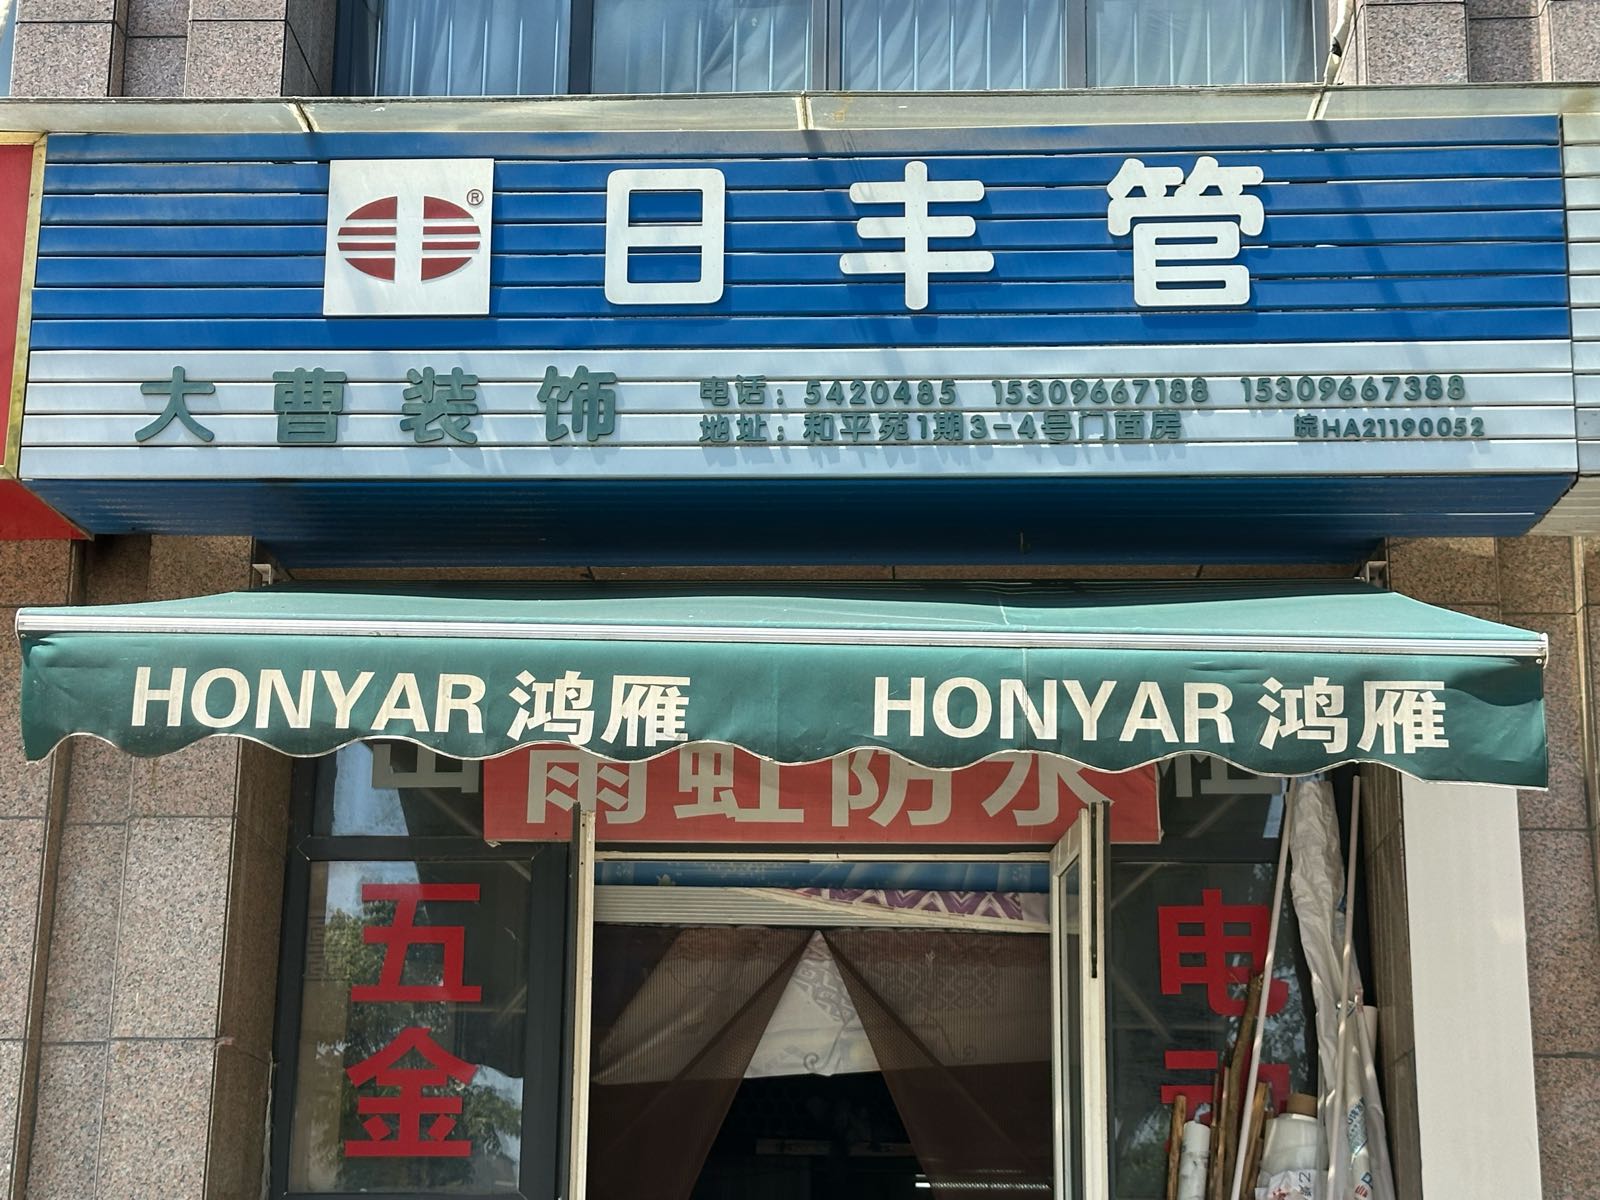 日丰管
大曹装饰
电话：5420485 15309667188 15309667388
地址：和平苑1期3-4号门面房 皖HA21190052
HONYAR 鸿雁 HONYAR 鸿雁
雨虹防水
五金
电动